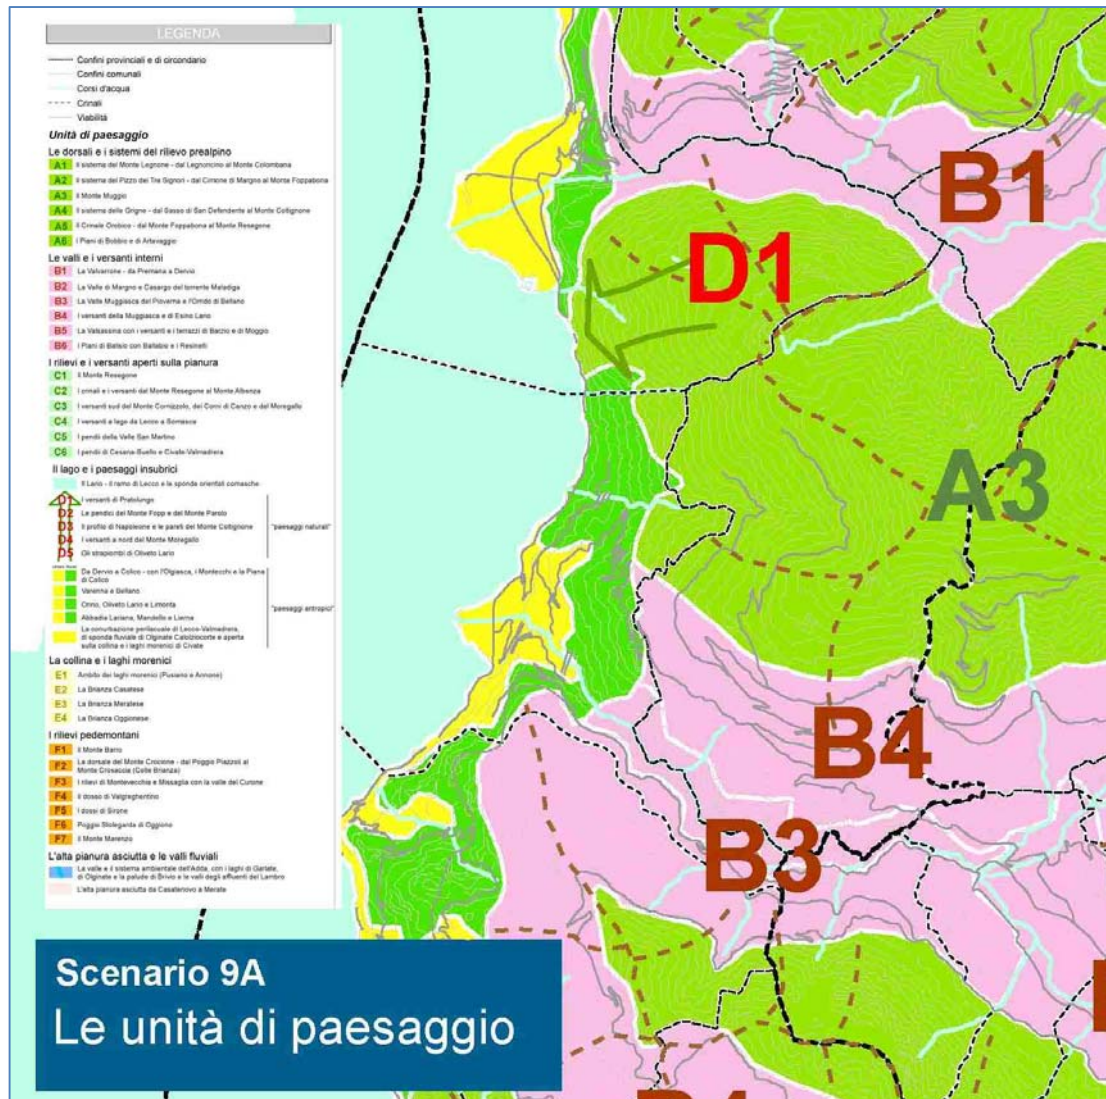 LEGENDA
Confini provinciali e di circondario
Confini comunali
Corsi d'acqua
Crinali
Viabilità
Unità di paesaggio
Le dorsali e i sistemi del rilievo prealpino
A1 Il sistema del Monte Legnone - dal Legnoncino al Monte Colombana
A2 Il sistema del Pizzo dei Tre Signori - dal Cimone di Margno al Monte Foppabona
A3 Il Monte Muggio
A4 Il sistema delle Grigne - dal Sasso di San Defendente al Monte Coltignone
A5 Il Crinale Orobico - dal Monte Foppabona al Monte Resegone
A6 I Piani di Bobbio e di Artavaggio
Le valli e i versanti interni
B1 La Valvarrone - da Premana a Dervio
B2 La Valle di Margno e Casargo del torrente Maladiga
B3 La Valle Muggiasca del Pioverna e l'Orrido di Bellano
B4 I versanti della Muggiasca e di Esino Lario
B5 La Valsassina con i versanti e i terrazzi di Barzio e di Moggio
B6 I Piani di Balisio con Ballabio e i Resinelli
I rilievi e i versanti aperti sulla pianura
C1 Il Monte Resegone
C2 I crinali e i versanti dal Monte Resegone al Monte Albenza
C3 I versanti sud del Monte Cornizzolo, dei Corni di Canzo e del Moregallo
C4 I versanti a lago da Lecco a Somasca
C5 I pendii della Valle San Martino
C6 I pendii di Cesana-Suello e Civate-Valmadrera
Il lago e i paesaggi insubrici
Il Lario - il ramo di Lecco e le sponde orientali comasche
D1 I versanti di Pratolungo
D2 Le pendici del Monte Fopp e del Monte Parolo
D3 Il profilo di Napoleone e le pareti del Monte Coltignone
D4 I versanti a nord del Monte Moregallo
D5 Gli strapiombi di Oliveto Lario
"paesaggi naturali"
Da Dervio a Colico - con l'Olgiasca, i Montecchi e la Piana
di Colico
Varenna e Bellano
Onno, Oliveto Lario e Limonta
Abbadia Lariana, Mandello e Lierna
"paesaggi antropici"
La conurbazione perilacuale di Lecco-Valmadrera,
di sponda fluviale di Olginate Calolziocorte e aperta
sulla collina e i laghi morenici di Civate
La collina e i laghi morenici
E1 Ambito dei laghi morenici (Pusiano e Annone)
E2 La Brianza Casatese
E3 La Brianza Meratese
E4 La Brianza Oggionese
I rilievi pedemontani
F1 Il Monte Barro
F2 La dorsale del Monte Crocione - dal Poggio Piazzoli al
Monte Crosaccia (Colle Brianza)
F3 I rilievi di Montevecchia e Missaglia con la valle del Curone
F4 Il dosso di Valgreghentino
F5 I dossi di Sirone
F6 Poggio Stolegarda di Oggiono
F7 Il Monte Marenzo
L'alta pianura asciutta e le valli fluviali
La valle e il sistema ambientale dell'Adda, con i laghi di Garlate,
di Olginate e la palude di Brivio e le valli degli affluenti del Lambro
L'alta pianura asciutta da Casatenovo a Merate
B1
D1
A3
B4
B3
Scenario 9A
Le unità di paesaggio